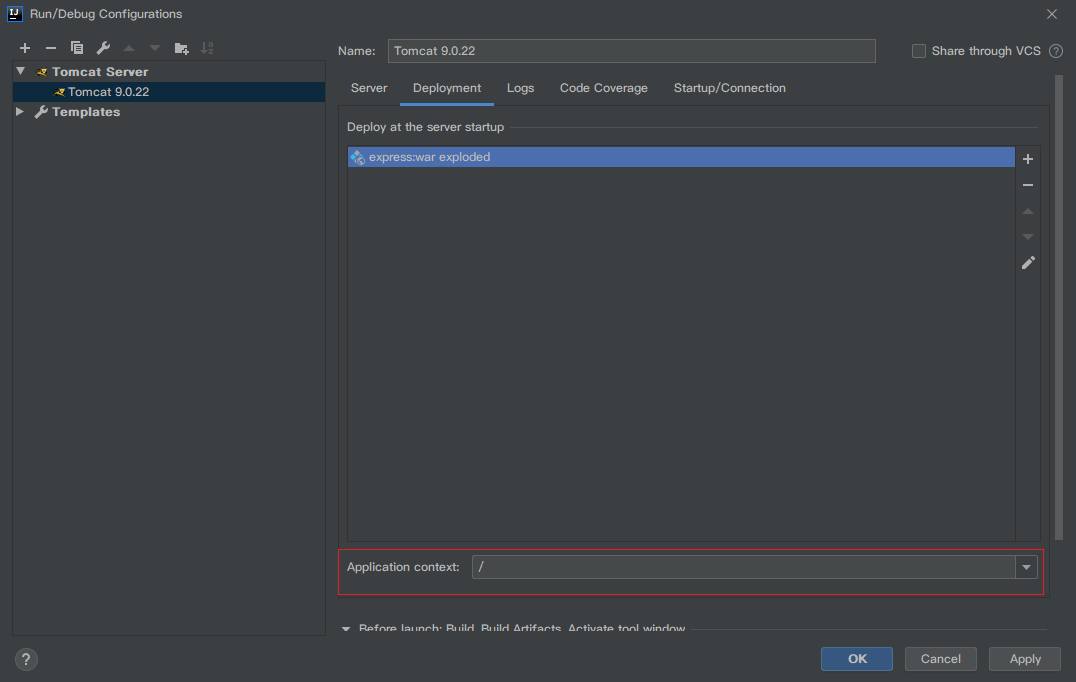 Run/Debug Configurations
Name: Tomcat 9.0.22 Share through VCS ?
Tomcat Server
Tomcat 9.0.22
Templates
Server Deployment Logs Code Coverage Startup/Connection
Deploy at the server startup
express:war exploded
Application context: /
Before launch: Build, Build Artifacts, Activate tool window
? OK Cancel Apply